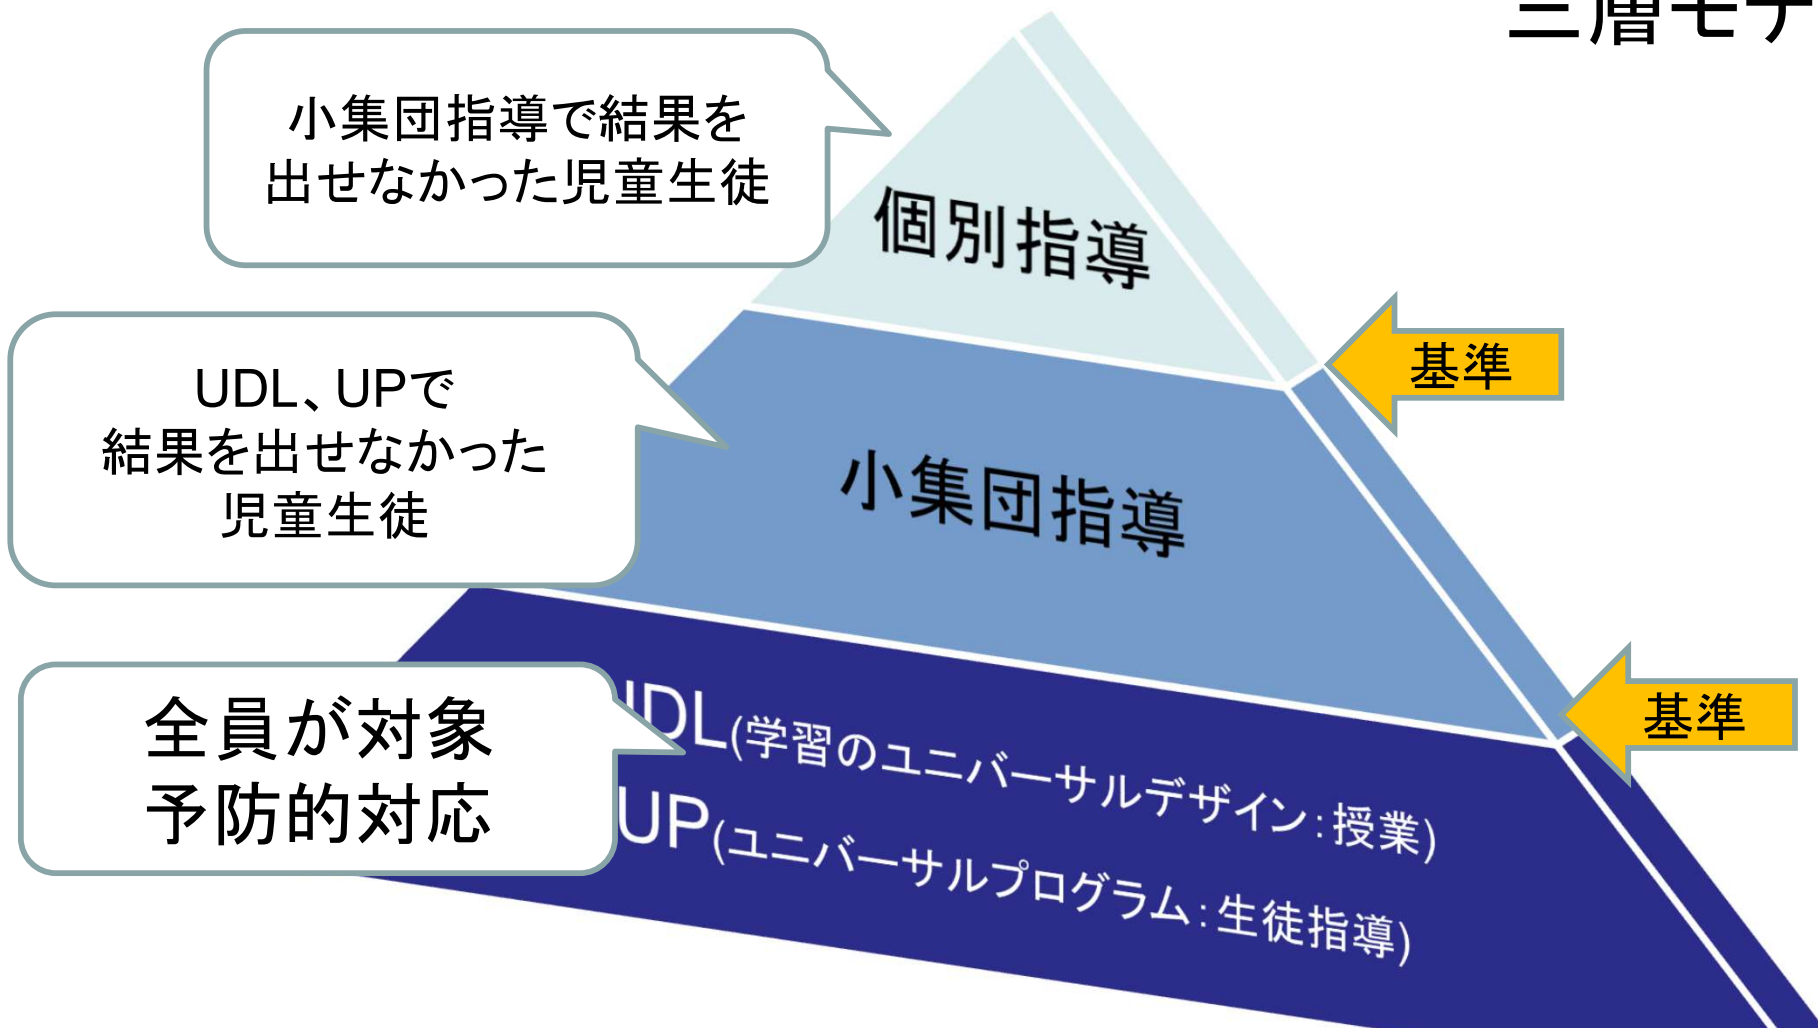 三層モデ
小集団指導で結果を
出せなかった児童生徒
個別指導
基準
UDL、UPで
結果を出せなかった
児童生徒
小集団指導
基準
全員が対象
予防的対応
UDL(学習のユニバーサルデザイン：授業)
UP(ユニバーサルプログラム：生徒指導)